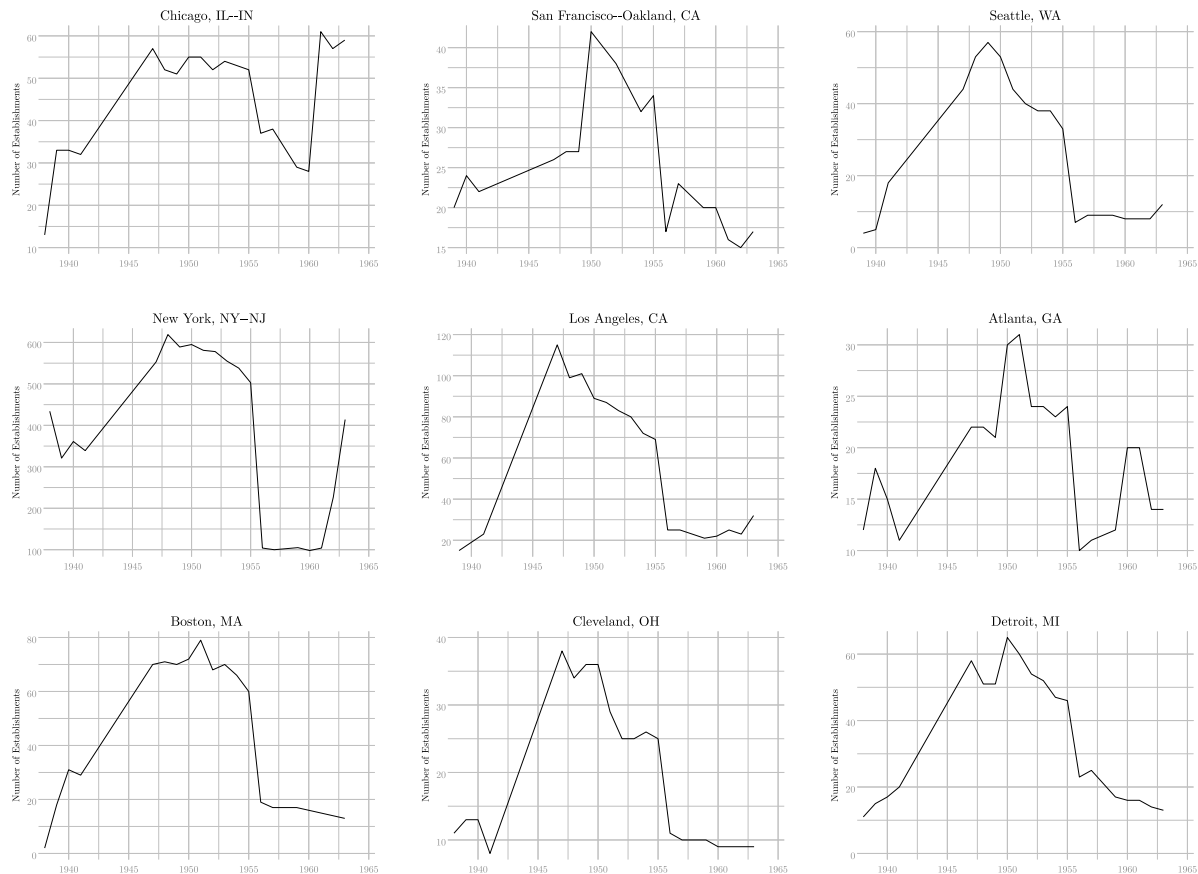 Chicago, IL--IN
Number of Establishments
60
50
40
30
20
10
1940 1945 1950 1955 1960 1965
San Francisco--Oakland, CA
Number of Establishments
40
35
30
25
20
15
1940 1945 1950 1955 1960 1965
Seattle, WA
Number of Establishments
60
40
20
0
1940 1945 1950 1955 1960 1965
New York, NY–NJ
Number of Establishments
600
500
400
300
200
100
1940 1945 1950 1955 1960 1965
Los Angeles, CA
Number of Establishments
120
100
80
60
40
20
1940 1945 1950 1955 1960 1965
Atlanta, GA
Number of Establishments
30
25
20
15
10
1940 1945 1950 1955 1960 1965
Boston, MA
Number of Establishments
80
60
40
20
0
1940 1945 1950 1955 1960 1965
Cleveland, OH
Number of Establishments
40
30
20
10
1940 1945 1950 1955 1960 1965
Detroit, MI
Number of Establishments
60
40
20
0
1940 1945 1950 1955 1960 1965